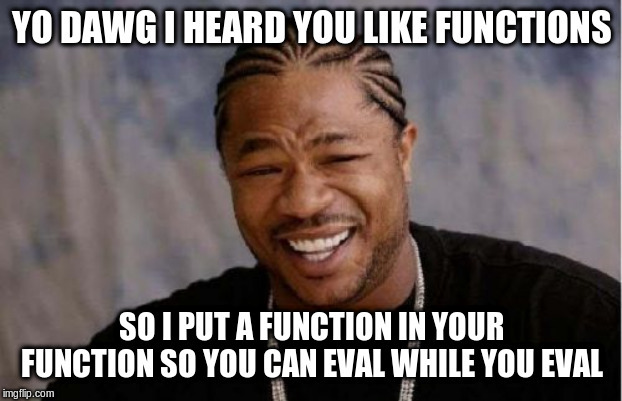 YO DAWG I HEARD YOU LIKE FUNCTIONS
SO I PUT A FUNCTION IN YOUR
FUNCTION SO YOU CAN EVAL WHILE YOU EVAL
imgflip.com